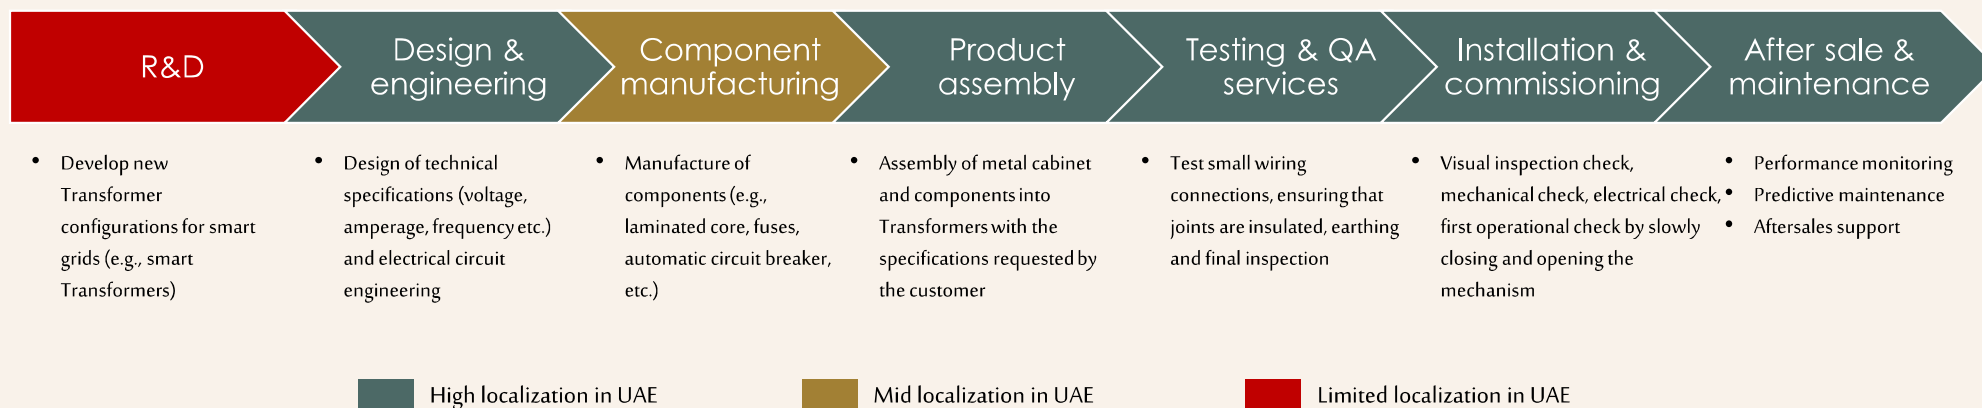 R&D
Design &
engineering
Component
manufacturing
Product
assembly
Testing & QA
services
Installation &
commissioning
After sale &
maintenance
• Develop new
Transformer
configurations for smart
grids (e.g., smart
Transformers)
• Design of technical
specifications (voltage,
amperage, frequency etc.)
and electrical circuit
engineering
• Manufacture of
components (e.g.,
laminated core, fuses,
automatic circuit breaker,
etc.)
• Assembly of metal cabinet
and components into
Transformers with the
specifications requested by
the customer
• Test small wiring
connections, ensuring that
joints are insulated, earthing
and final inspection
• Visual inspection check,
mechanical check, electrical check,
first operational check by slowly
closing and opening the
mechanism
• Performance monitoring
• Predictive maintenance
• Aftersales support
High localization in UAE
Mid localization in UAE
Limited localization in UAE